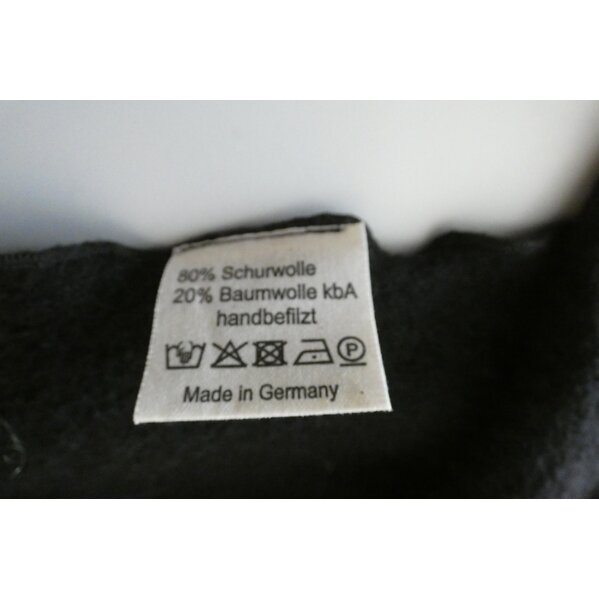 80% Schurwolle
20% Baumwolle kbA
handbefilzt
P
Made in Germany